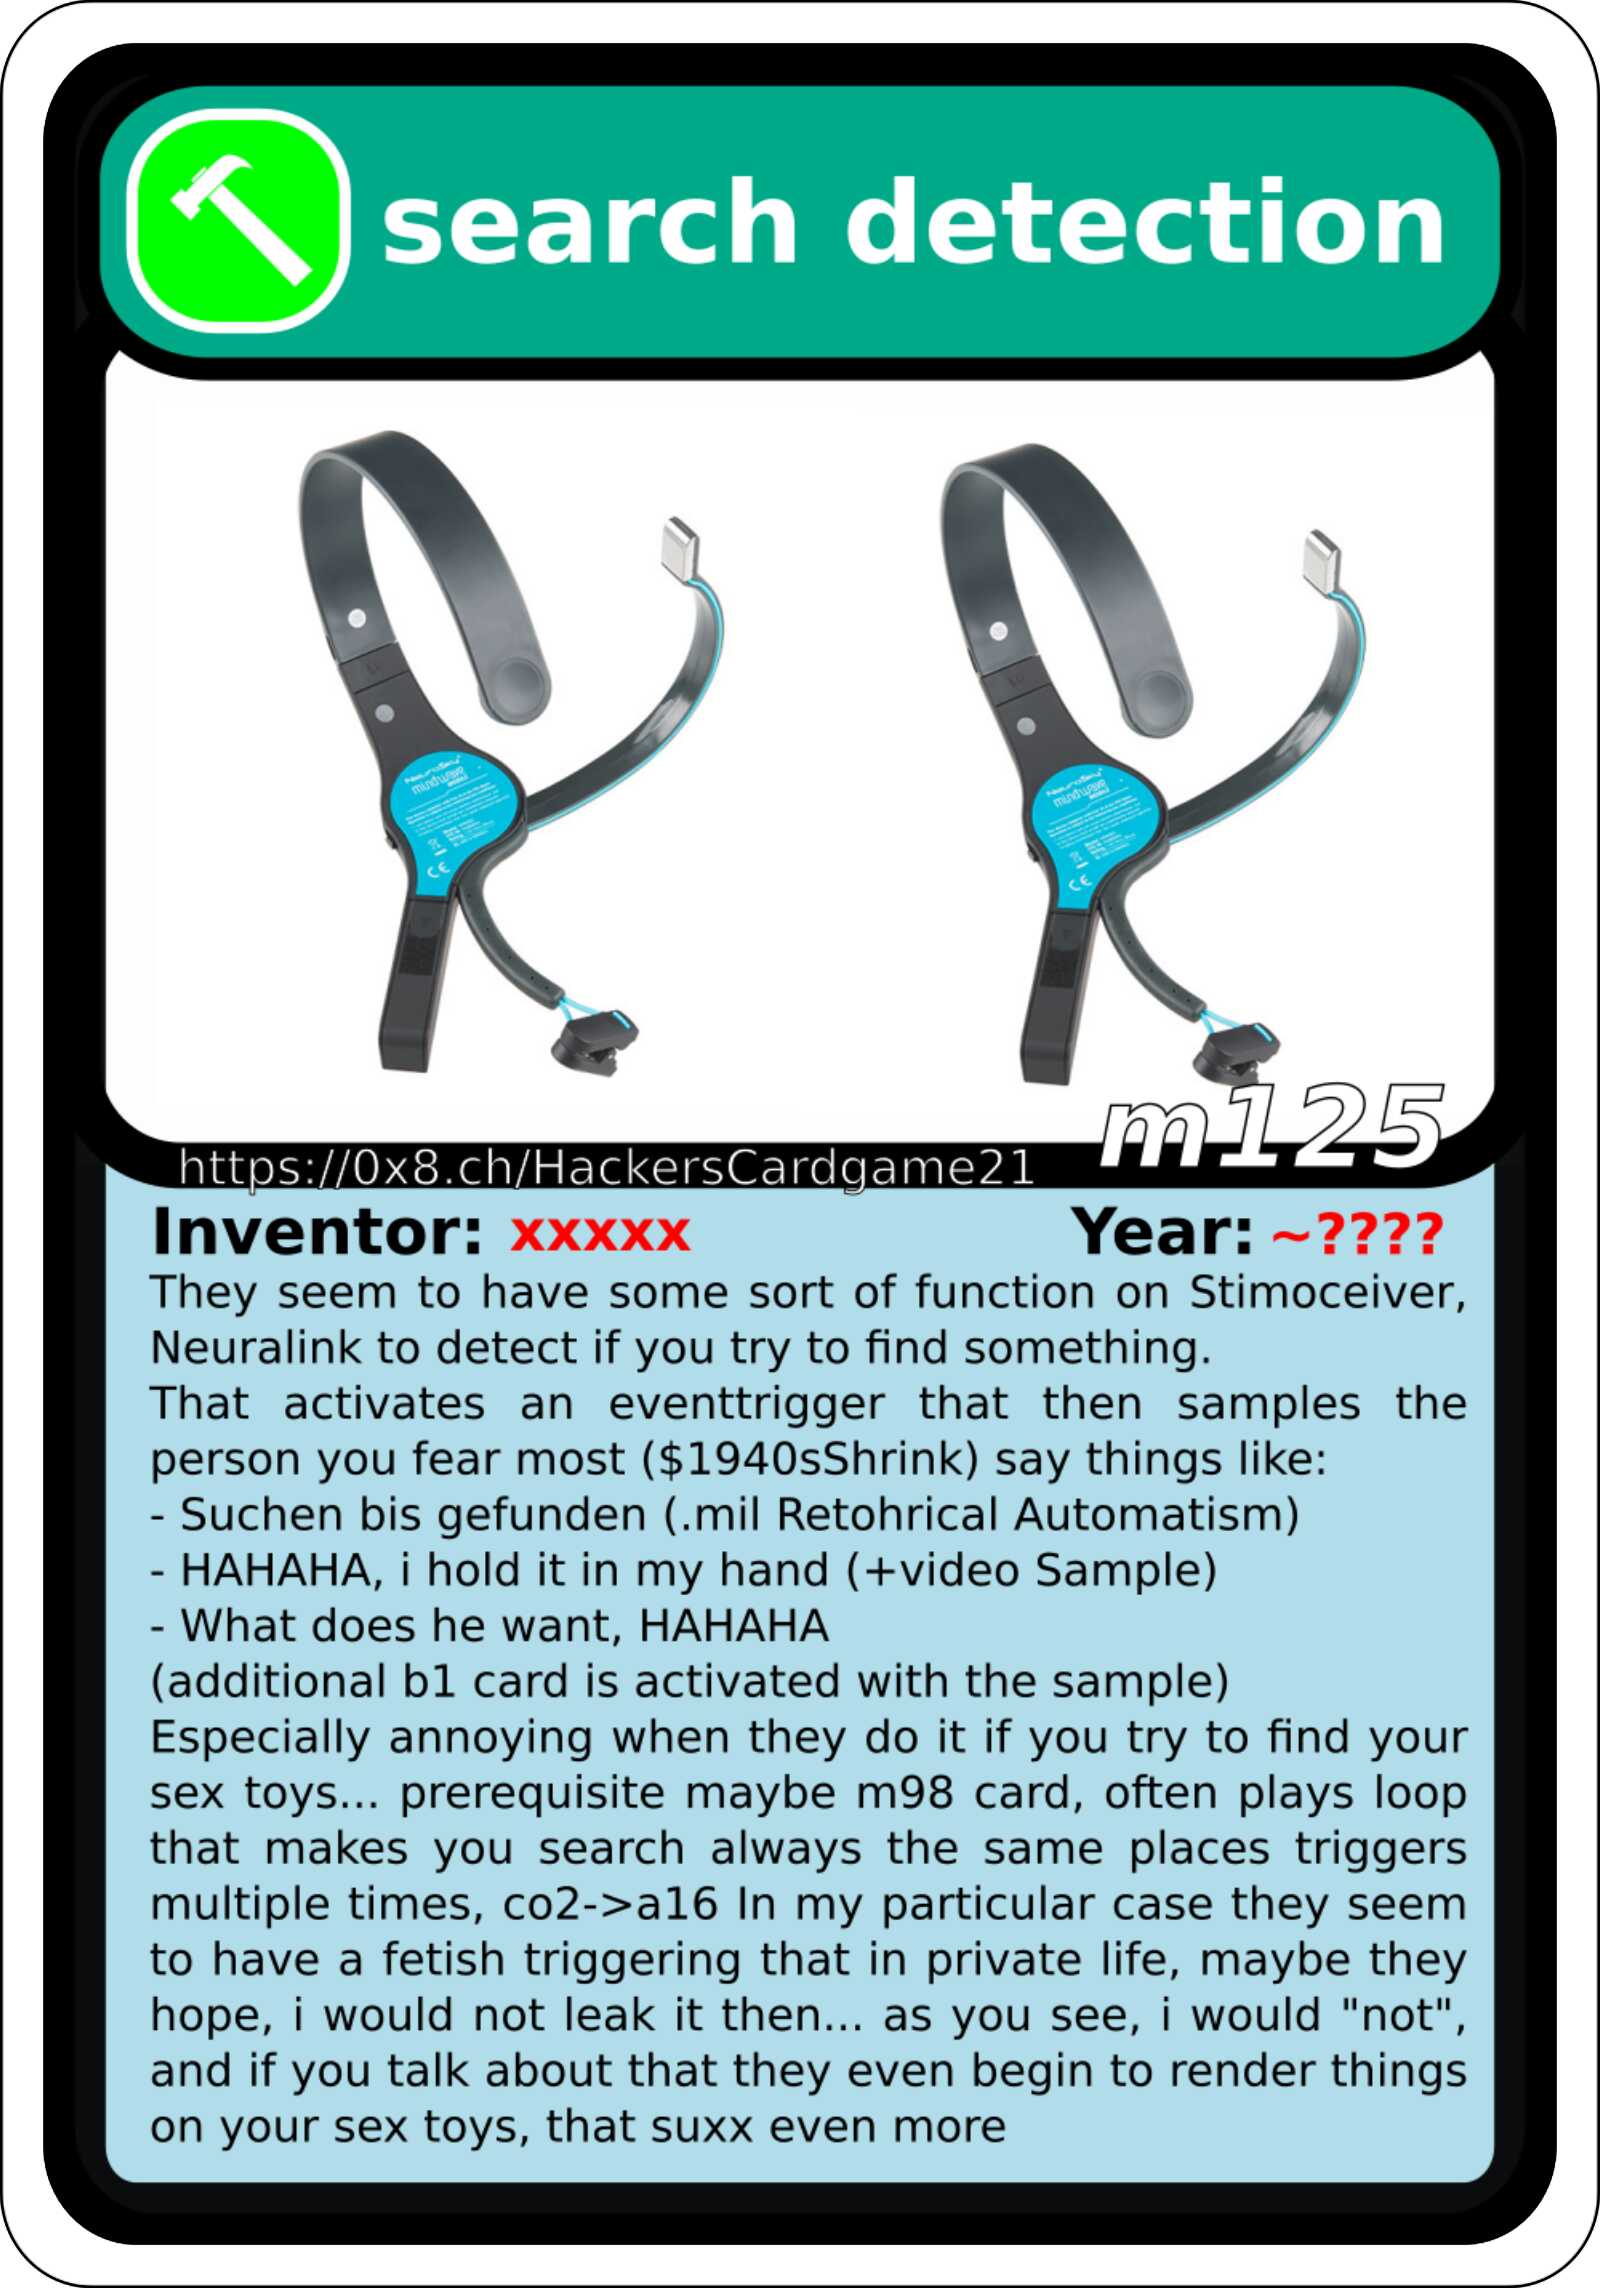 search detection
NeuroSky
mindwave
mobile
NeuroSky
mindwave
mobile
m125
https://0x8.ch/HackersCardgame21
Inventor: xxxxx Year: ~????
They seem to have some sort of function on Stimoceiver,
Neuralink to detect if you try to find something.
That activates an eventtrigger that then samples the
person you fear most ($1940sShrink) say things like:
- Suchen bis gefunden (.mil Retohrical Automatism)
- HAHAHA, i hold it in my hand (+video Sample)
- What does he want, HAHAHA
(additional b1 card is activated with the sample)
Especially annoying when they do it if you try to find your
sex toys... prerequisite maybe m98 card, often plays loop
that makes you search always the same places triggers
multiple times, co2->a16 In my particular case they seem
to have a fetish triggering that in private life, maybe they
hope, i would not leak it then... as you see, i would "not",
and if you talk about that they even begin to render things
on your sex toys, that suxx even more